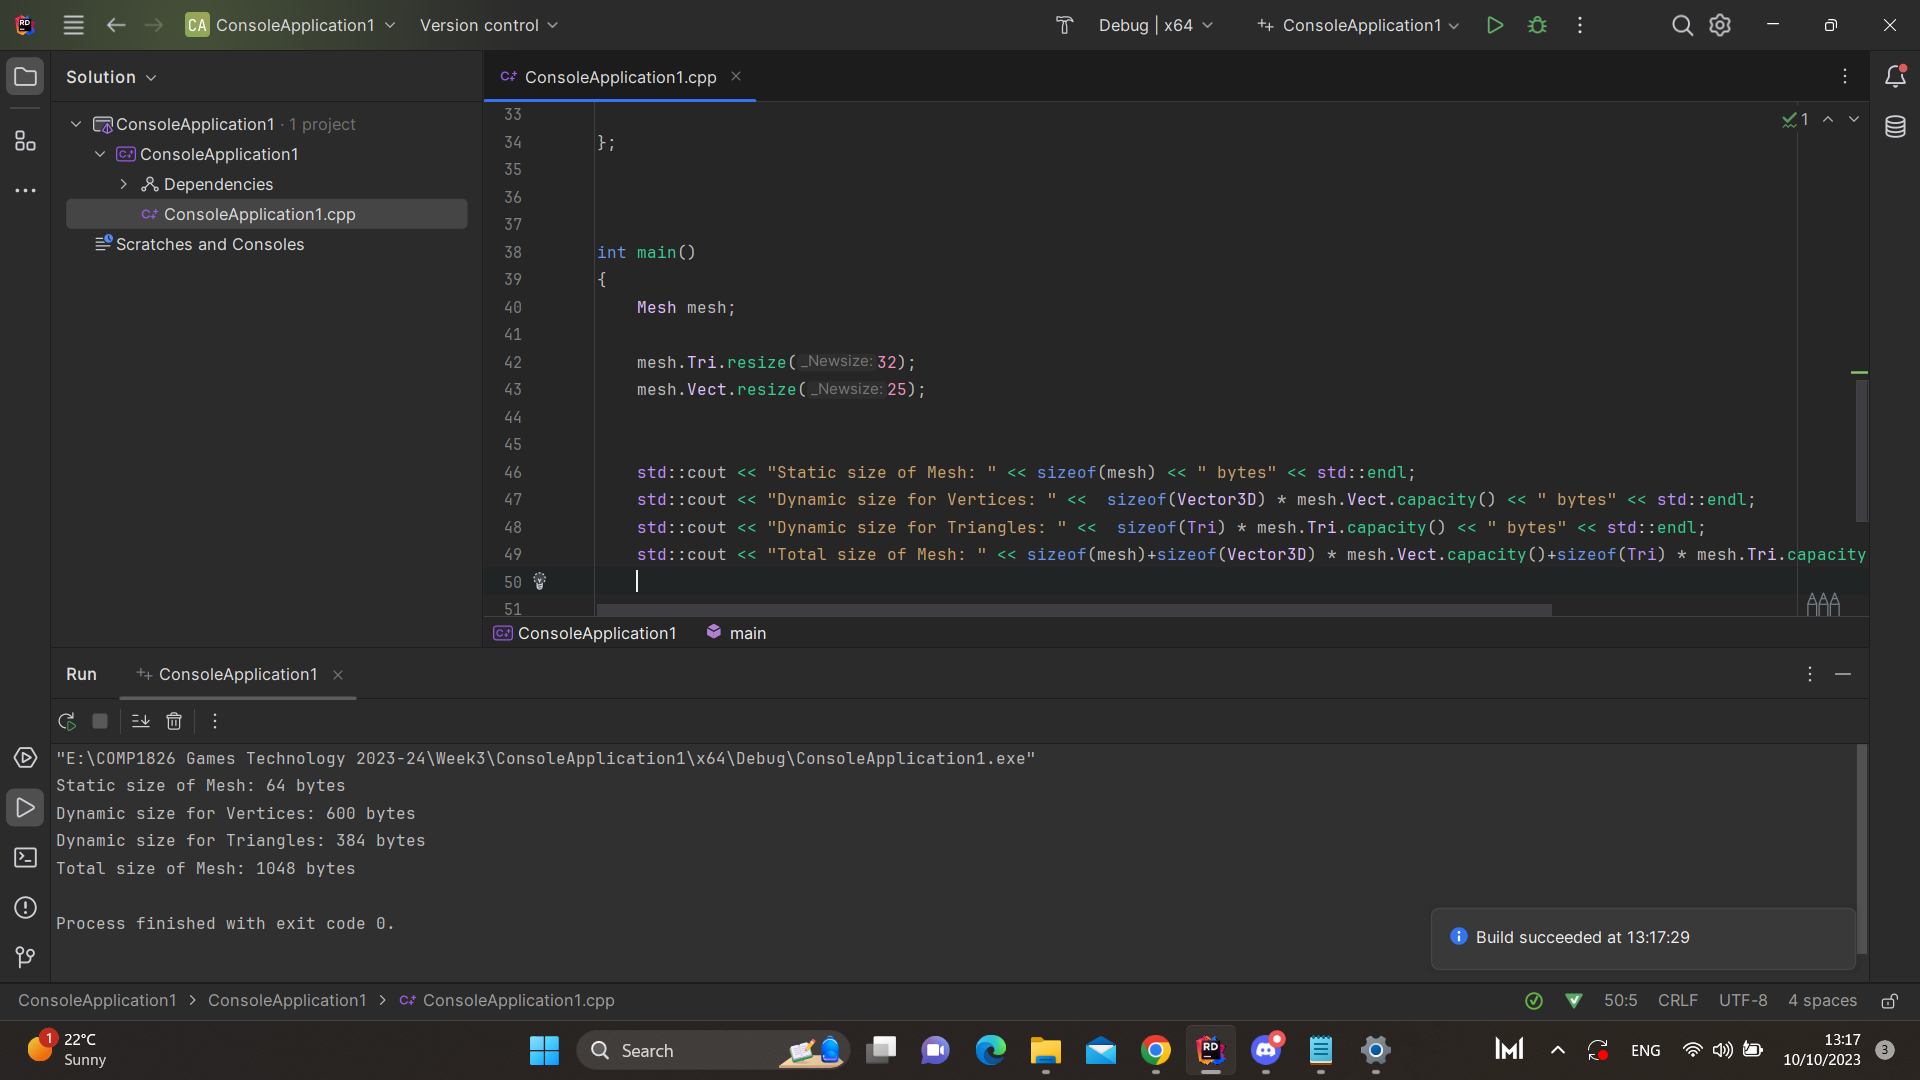 RD CA ConsoleApplication1 Version control Debug | x64 ConsoleApplication1
Solution
ConsoleApplication1.cpp
ConsoleApplication1 · 1 project
ConsoleApplication1
Dependencies
ConsoleApplication1.cpp
Scratches and Consoles
1
33
34 };
35
36
37
38 int main()
39 {
40 Mesh mesh;
41
42 mesh.Tri.resize( _Newsize: 32);
43 mesh.Vect.resize( _Newsize: 25);
44
45
46 std::cout << "Static size of Mesh: " << sizeof(mesh) << " bytes" << std::endl;
47 std::cout << "Dynamic size for Vertices: " <<  sizeof(Vector3D) * mesh.Vect.capacity() << " bytes" << std::endl;
48 std::cout << "Dynamic size for Triangles: " <<  sizeof(Tri) * mesh.Tri.capacity() << " bytes" << std::endl;
49 std::cout << "Total size of Mesh: " << sizeof(mesh)+sizeof(Vector3D) * mesh.Vect.capacity()+sizeof(Tri) * mesh.Tri.capacity
50
51
ConsoleApplication1 main
Run ConsoleApplication1
"E:\COMP1826 Games Technology 2023-24\Week3\ConsoleApplication1\x64\Debug\ConsoleApplication1.exe"
Static size of Mesh: 64 bytes
Dynamic size for Vertices: 600 bytes
Dynamic size for Triangles: 384 bytes
Total size of Mesh: 1048 bytes
Process finished with exit code 0.
Build succeeded at 13:17:29
ConsoleApplication1 > ConsoleApplication1 > ConsoleApplication1.cpp 50:5 CRLF UTF-8 4 spaces
1 22°C
Sunny
Search
RD
ENG
13:17
10/10/2023
3